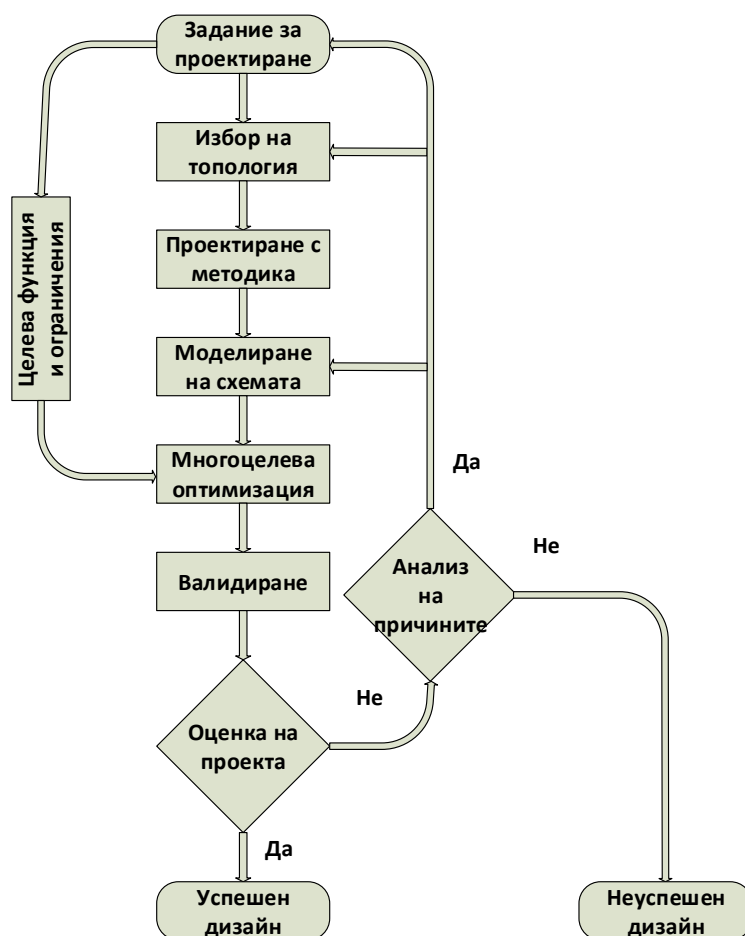 Задание за
проектиране
Избор на
топология
Целева функция
и ограничения
Проектиране с
методика
Моделиране
на схемата
Многоцелева
оптимизация
Да
Не
Валидиране
Анализ
на
причините
Не
Оценка на
проекта
Да
Успешен
дизайн
Неуспешен
дизайн